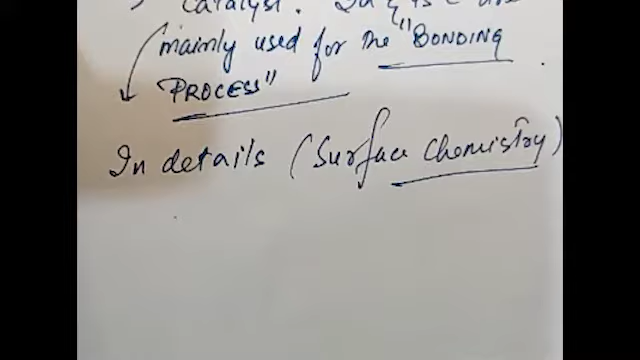 Catalyst.
mainly used for the "BONDING
PROCESS"
In details (Surface Chemistry)